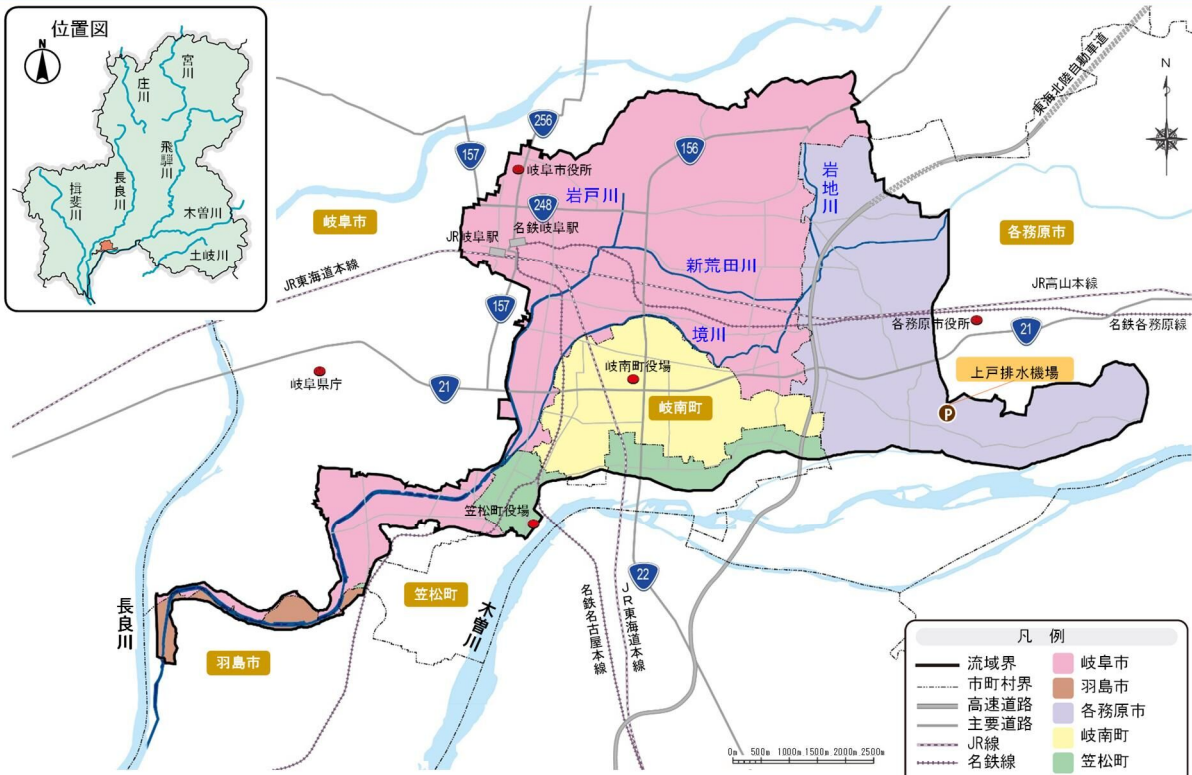 位置図
N
庄川
宮川
飛騨川
長良川
揖斐川
木曽川
土岐川
東海北陸自動車道
N
256
157
156
岐阜市役所
岩戸川
岩地川
248
岐阜市
各務原市
JR岐阜駅
名鉄岐阜駅
新荒田川
JR東海道本線
JR高山本線
157
境川
各務原市役所
21
名鉄各務原線
岐阜県庁
21
岐南町役場
上戸排水機場
岐南町
P
笠松町役場
22
笠松町
長良川
木曽川
名鉄名古屋本線
JR東海道本線
羽島市
凡例
流域界
市町村界
高速道路
主要道路
JR線
名鉄線
岐阜市
羽島市
各務原市
岐南町
笠松町
0m 500m 1000m 1500m 2000m 2500m